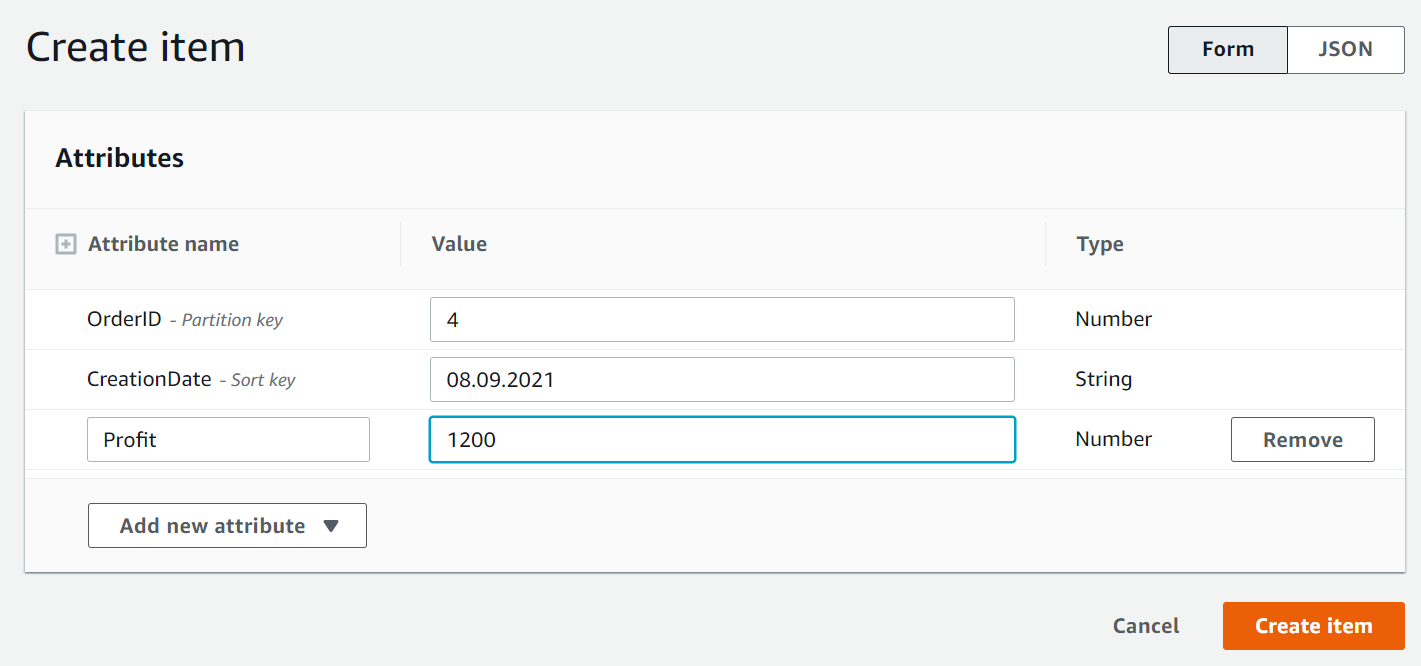 Create item
Form JSON
Attributes
Attribute name Value Type
OrderID - Partition key 4 Number
CreationDate - Sort key 08.09.2021 String
Profit 1200 Number Remove
Add new attribute
Cancel Create item